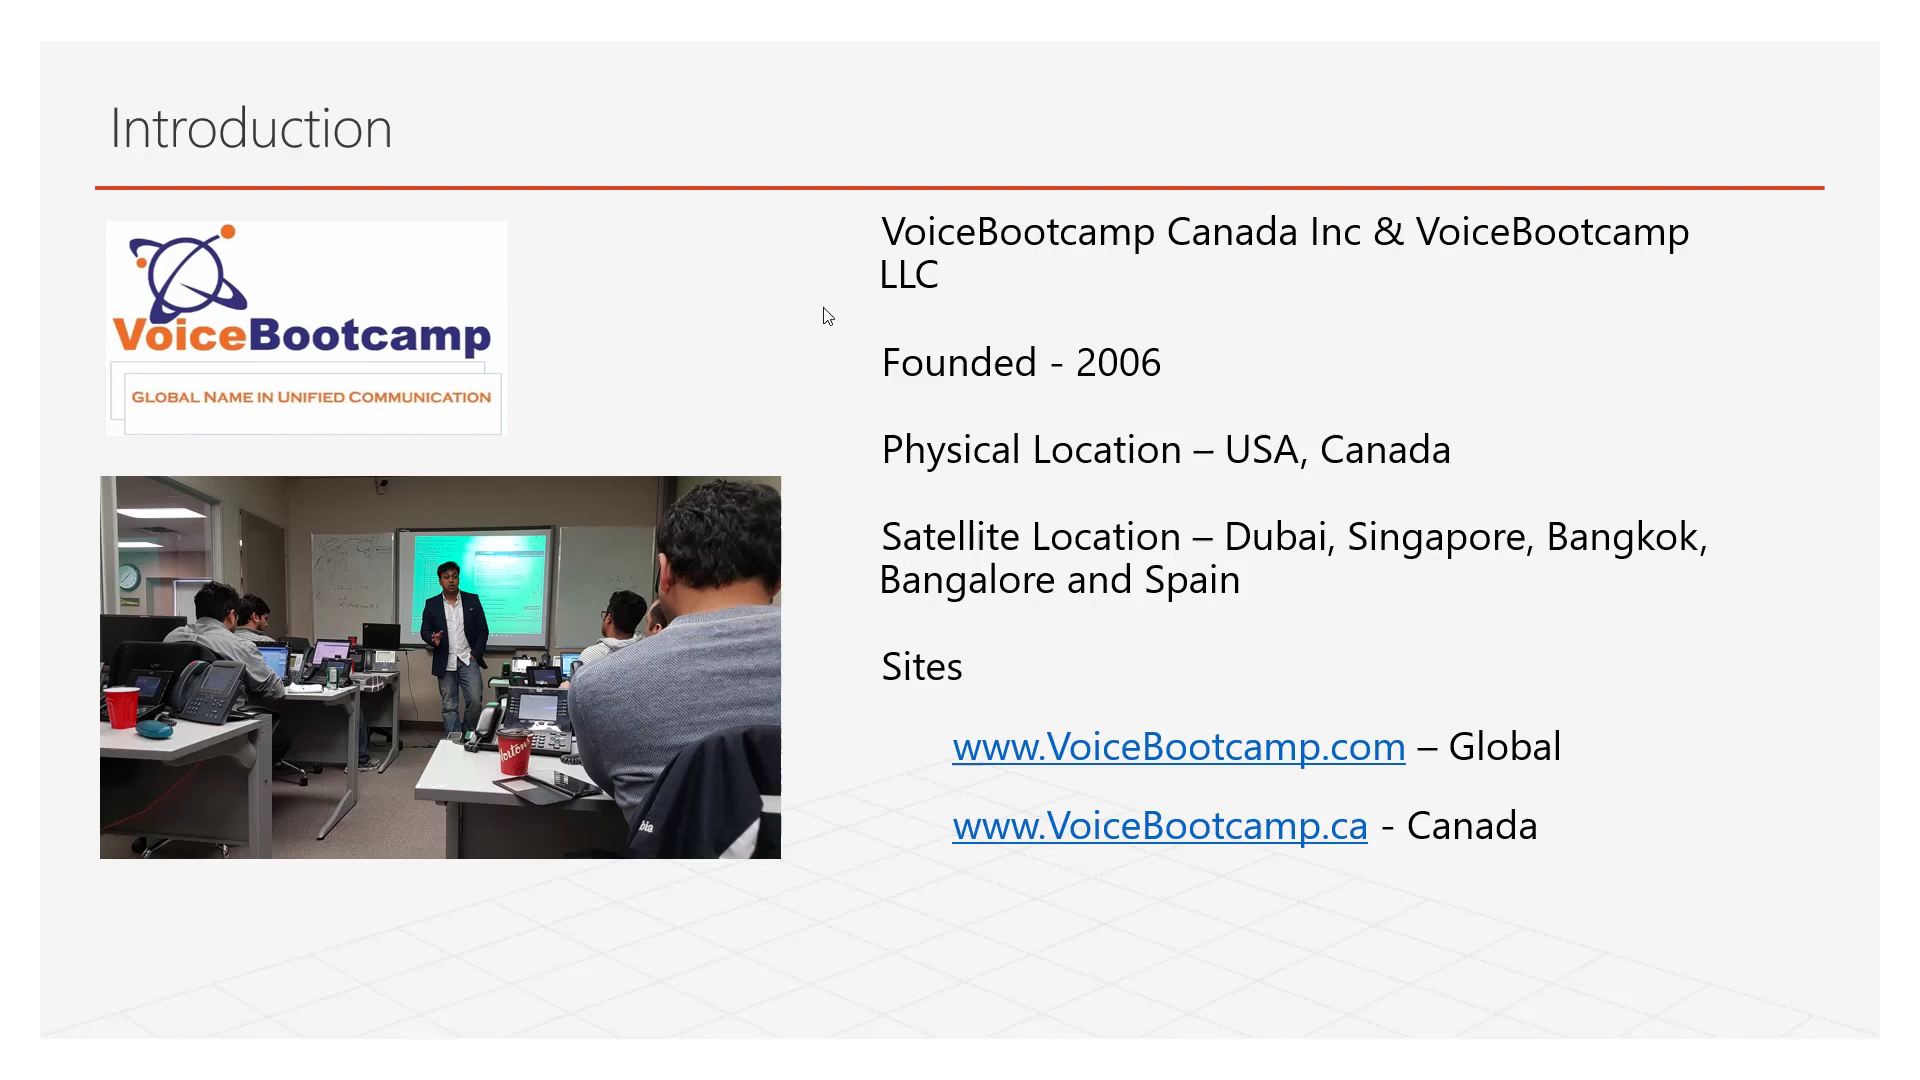 Introduction
VoiceBootcamp
GLOBAL NAME IN UNIFIED COMMUNICATION
VoiceBootcamp Canada Inc & VoiceBootcamp
LLC
Founded - 2006
Physical Location – USA, Canada
Satellite Location – Dubai, Singapore, Bangkok,
Bangalore and Spain
Sites
www.VoiceBootcamp.com – Global
www.VoiceBootcamp.ca - Canada